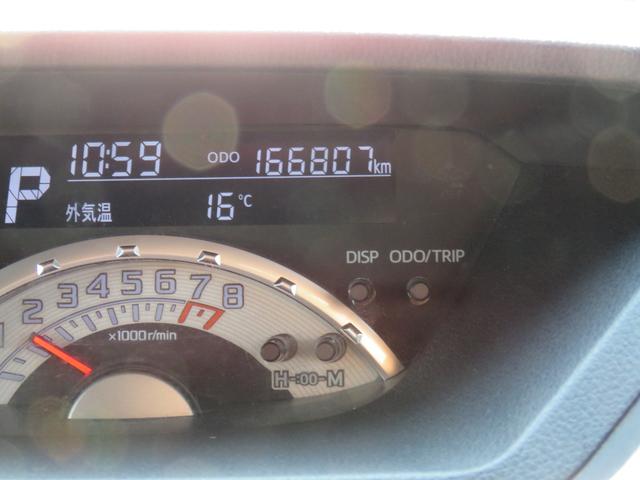 P 10:59 ODO 166807km
外気温 16℃
DISP ODO/TRIP
1 2 3 4 5 6 7 8
×1000r/min
H-:00-M